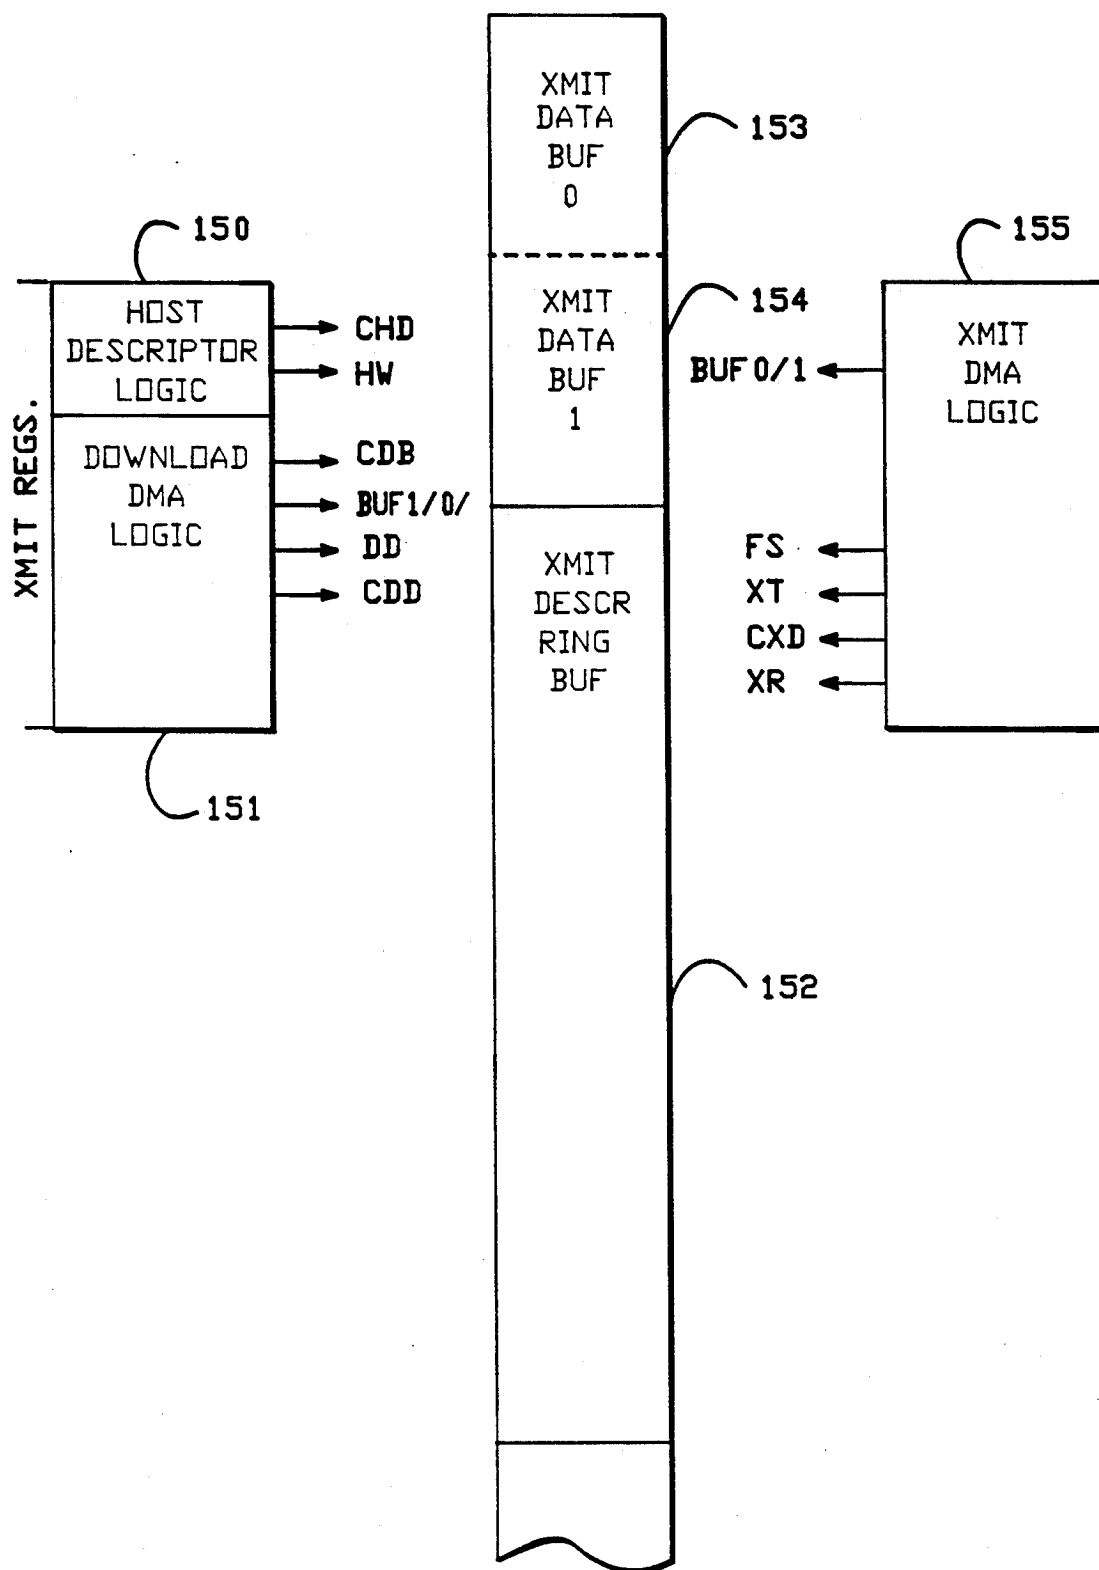 XMIT
DATA
BUF
0
153
150
XMIT REGS.
HOST
DESCRIPTOR
LOGIC
CHD
HW
DOWNLOAD
DMA
LOGIC
CDB
BUF1/0/
DD
CDD
151
XMIT
DATA
BUF
1
154
XMIT
DESCR
RING
BUF
152
155
XMIT
DMA
LOGIC
BUF0/1
FS
XT
CXD
XR